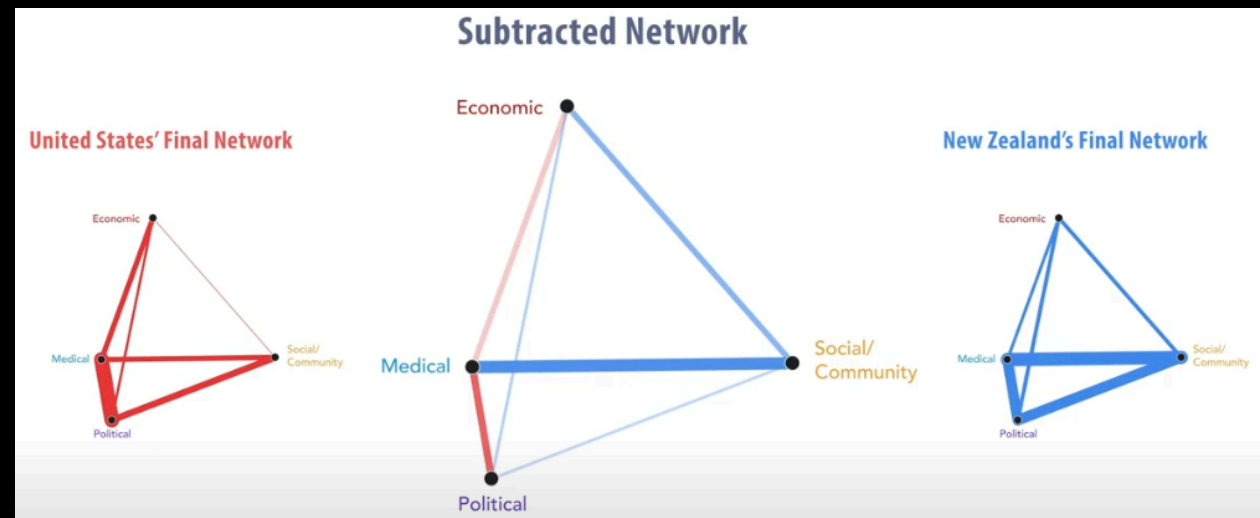 Subtracted Network
United States' Final Network
Economic
Medical
Social/
Community
Political
Economic
Medical
Social/
Community
Political
New Zealand's Final Network
Economic
Medical
Social/
Community
Political